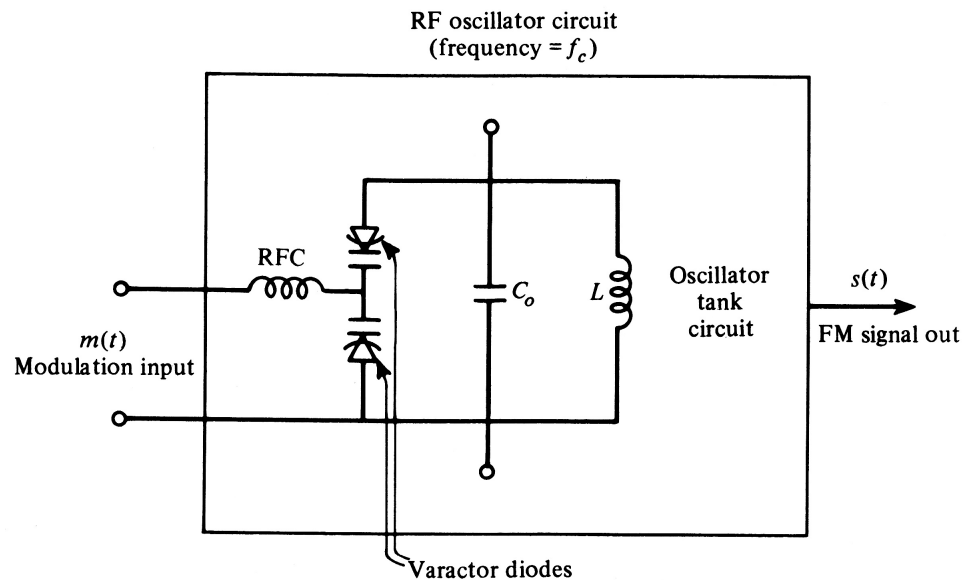 RF oscillator circuit
(frequency = f_c)
RFC
C_o
L
Oscillator
tank
circuit
s(t)
FM signal out
m(t)
Modulation input
Varactor diodes